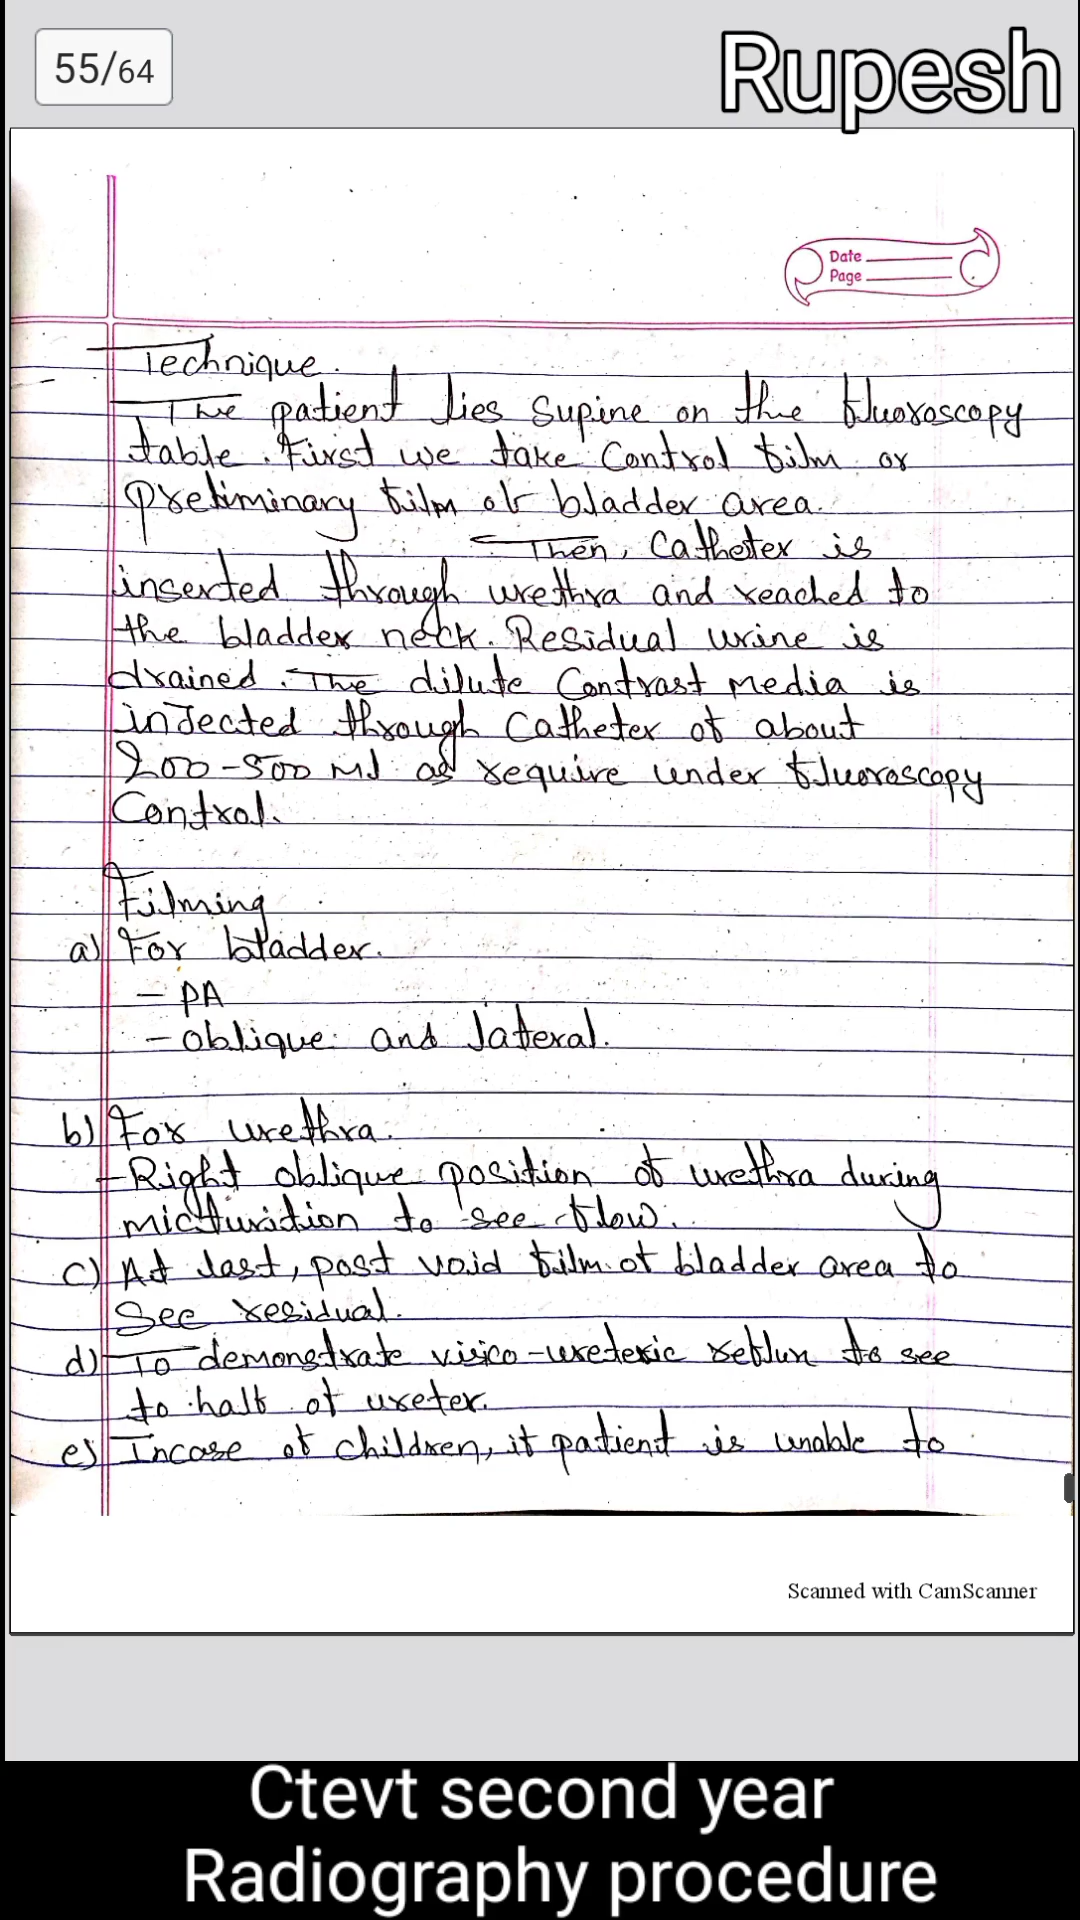 55/64
Rupesh
Date
Page
Technique.
The patient lies supine on the fluoroscopy
table. First we take control film or
preliminary film of bladder area.
Then, Catheter is
inserted through urethra and reached to
the bladder neck. Residual urine is
drained. The dilute contrast media is
injected through catheter of about
200-500 ml as require under fluoroscopy
Control.
Filming
a) For bladder.
- PA
- oblique and lateral.
b) For urethra.
- Right oblique position of urethra during
micturition to see flow.
c) At last, post void film of bladder area to
see residual.
d) To demonstrate visico-ureteric reflux to see
to half of ureter.
e) Incase of children, if patient is unable to
Scanned with CamScanner
Ctevt second year
Radiography procedure